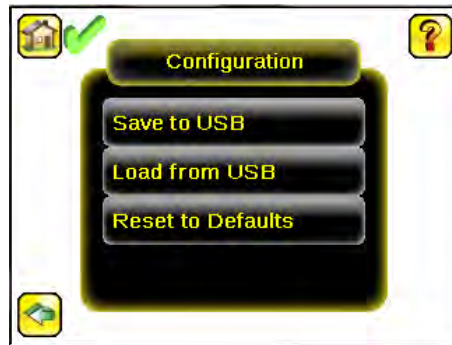 Configuration
Save to USB
Load from USB
Reset to Defaults
?